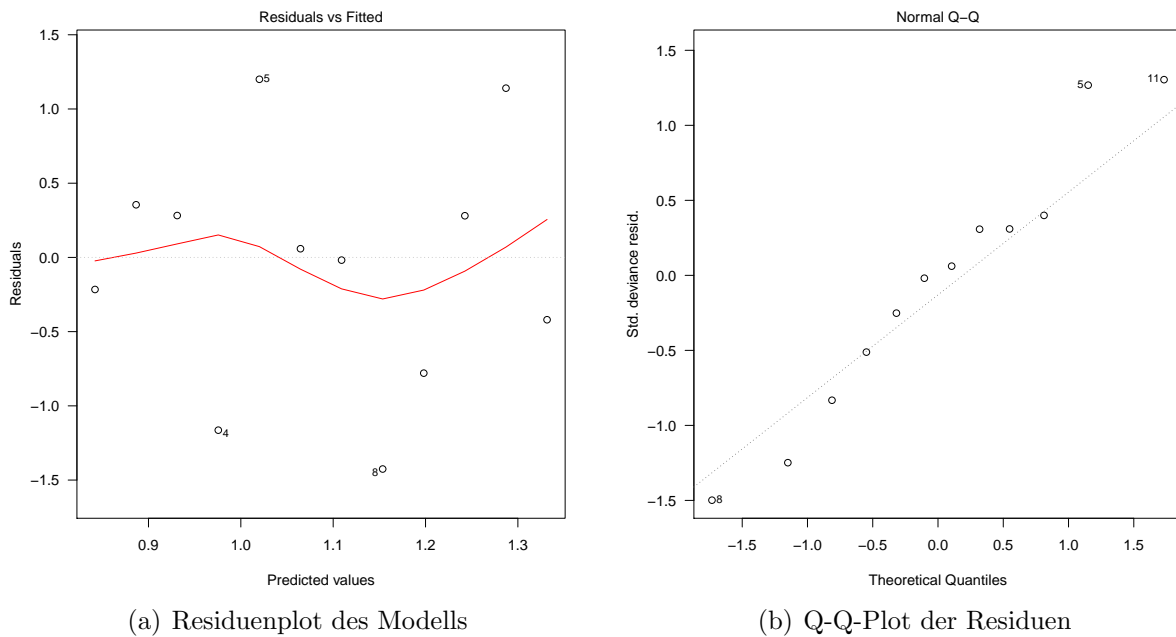 Residuals vs Fitted
1.5
1.0
0.5
0.0
−0.5
−1.0
−1.5
Residuals
5
4
8
0.9 1.0 1.1 1.2 1.3
Predicted values
(a) Residuenplot des Modells
Normal Q−Q
1.5
1.0
0.5
0.0
−0.5
−1.0
−1.5
Std. deviance resid.
5
11
8
−1.5 −1.0 −0.5 0.0 0.5 1.0 1.5
Theoretical Quantiles
(b) Q-Q-Plot der Residuen